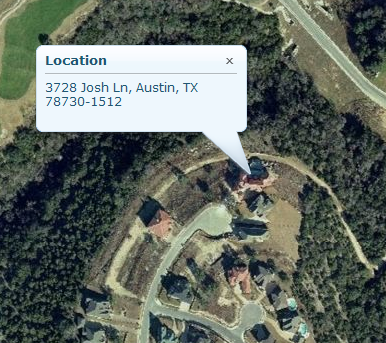 Location ×
3728 Josh Ln, Austin, TX
78730-1512